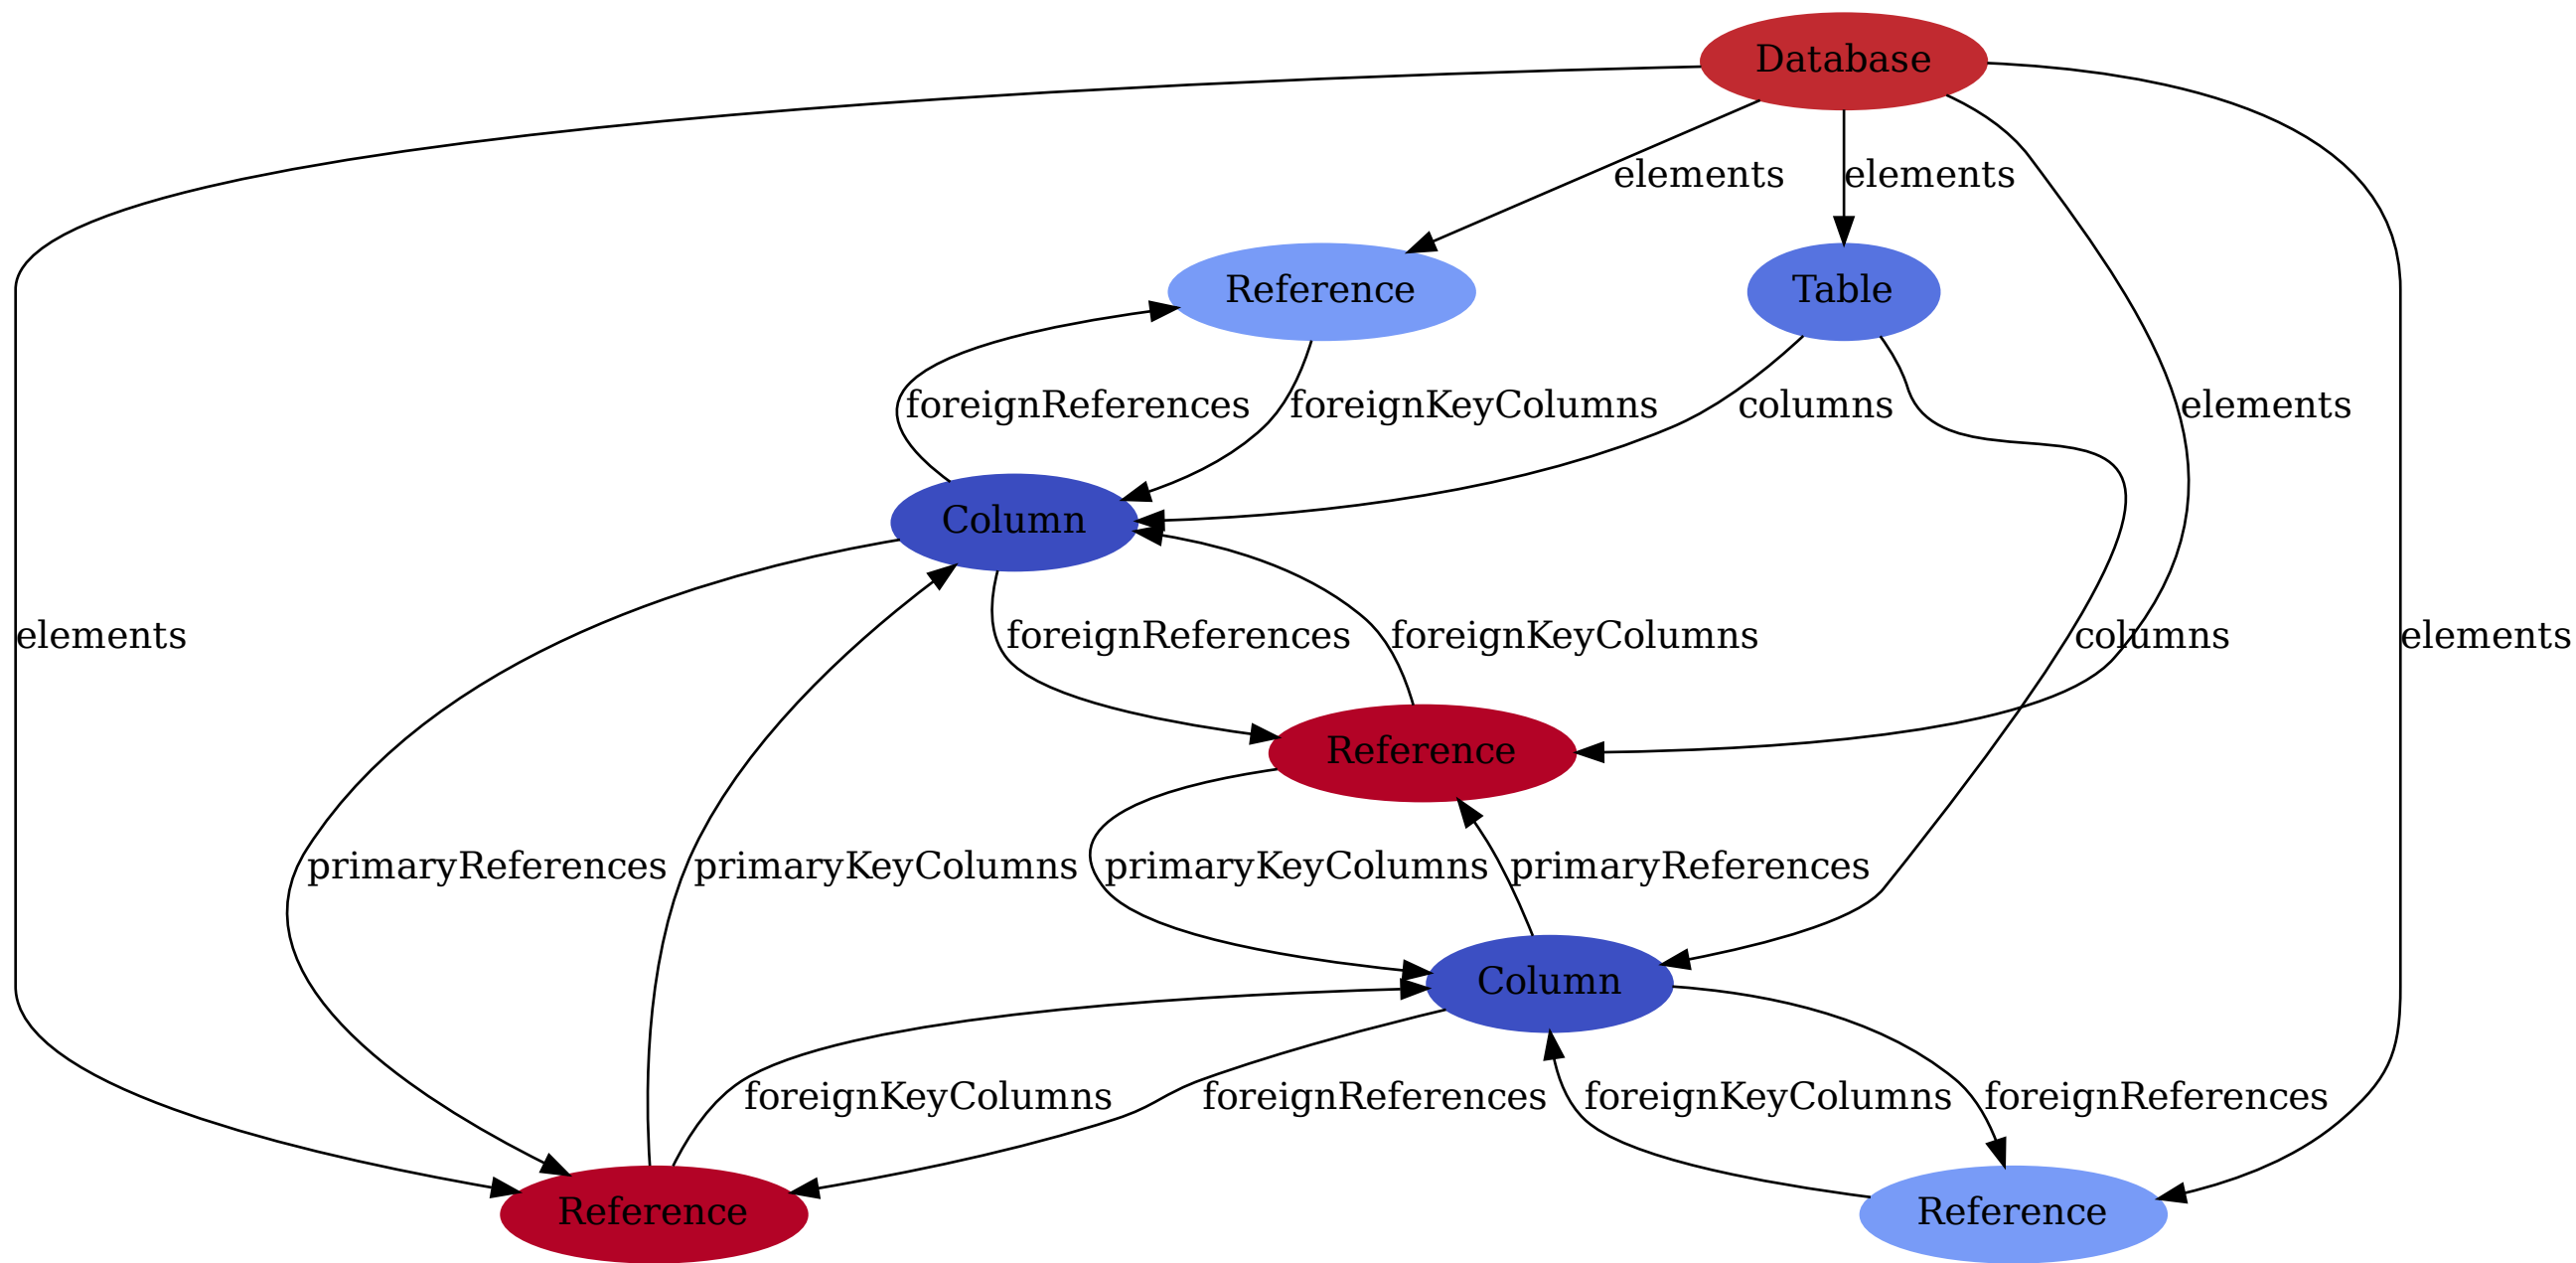 Database
elements
elements
Reference
Table
foreignReferences
foreignKeyColumns
columns
elements
Column
elements
foreignReferences
foreignKeyColumns
columns
elements
Reference
primaryReferences
primaryKeyColumns
primaryKeyColumns
primaryReferences
Column
foreignKeyColumns
foreignReferences
foreignKeyColumns
foreignReferences
Reference
Reference